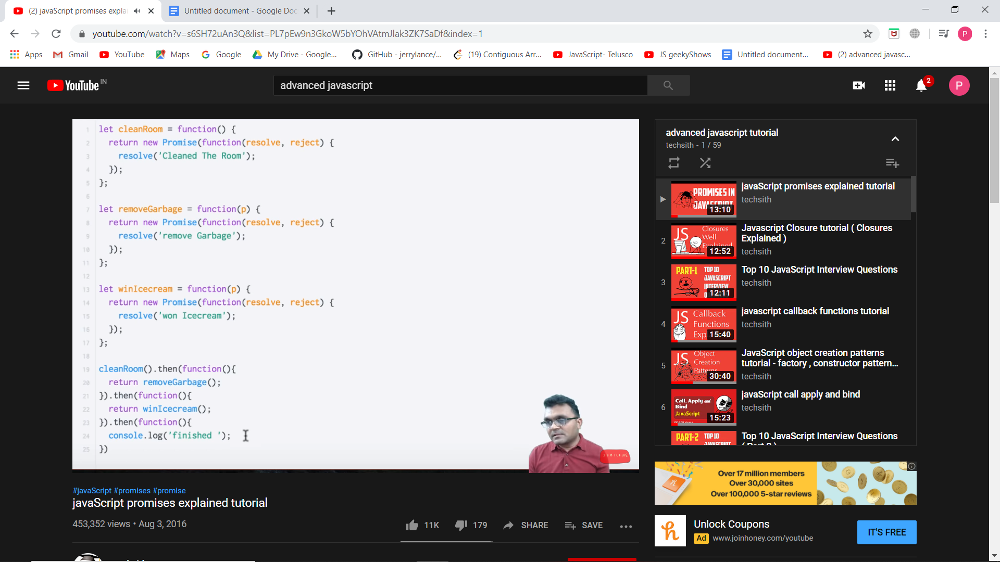 (2) javaScript promises explai
Untitled document - Google Doc
youtube.com/watch?v=s6SH72uAn3Q&list=PL7pEw9n3GkoW5bYOhVAtmJlak3ZK7SaDf&index=1
P
Apps
Gmail
YouTube
Maps
Google
My Drive - Google...
GitHub - jerrylance/...
(19) Contiguous Arr...
JavaScript- Telusco
JS geekyShows
Untitled document...
(2) advanced javasc...
YouTube IN
advanced javascript
2
P
1 let cleanRoom = function() {
2 return new Promise(function(resolve, reject) {
3 resolve('Cleaned The Room');
4 });
5 };
6
7 let removeGarbage = function(p) {
8 return new Promise(function(resolve, reject) {
9 resolve('remove Garbage');
10 });
11 };
12
13 let winIcecream = function(p) {
14 return new Promise(function(resolve, reject) {
15 resolve('won Icecream');
16 });
17 };
18
19 cleanRoom().then(function(){
20 return removeGarbage();
21 }).then(function(){
22 return winIcecream();
23 }).then(function(){
24 console.log('finished ');
25 })
SUBSCRIBE
#javaScript #promises #promise
javaScript promises explained tutorial
453,352 views • Aug 3, 2016
11K
179
SHARE
SAVE
advanced javascript tutorial
techsith - 1 / 59
PROMISES IN
JAVASCRIPT
13:10
javaScript promises explained tutorial
techsith
2
JS
Closures
Well
Explained
12:52
Javascript Closure tutorial ( Closures
Explained )
techsith
3
PART-1
TOP 10
JAVASCRIPT
INTERVIEW
12:11
Top 10 JavaScript Interview Questions
techsith
4
JS
Callback
Functions
Exp
15:40
javascript callback functions tutorial
techsith
5
JS
Object
Creation
Patterns
30:40
JavaScript object creation patterns
tutorial - factory , constructor pattern...
techsith
6
Call, Apply and
Bind
JavaScript
15:23
javaScript call apply and bind
techsith
PART-2
TOP 10
JAVASCRIPT
Top 10 JavaScript Interview Questions
( Part 2 )
Over 17 million members
Over 30,000 sites
Over 100,000 5-star reviews
h
Unlock Coupons
Ad www.joinhoney.com/youtube
IT'S FREE